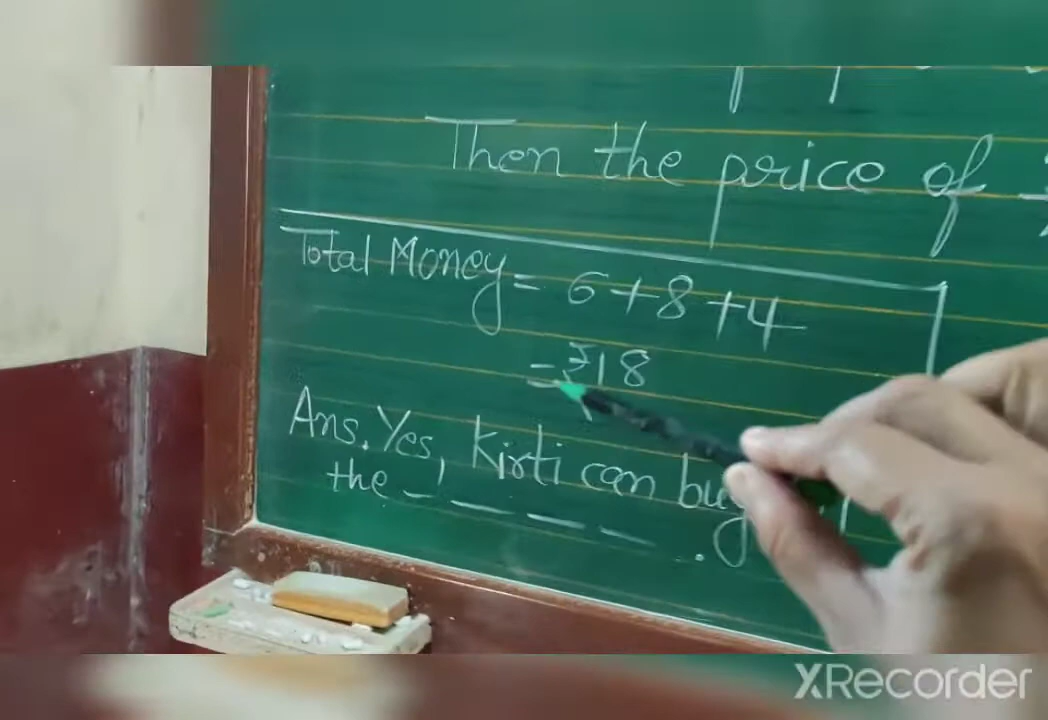 Then the price of
Total Money = 6+8+4
= ₹18
Ans. Yes, Kirti can buy
the _ _ _ _ .
XRecorder